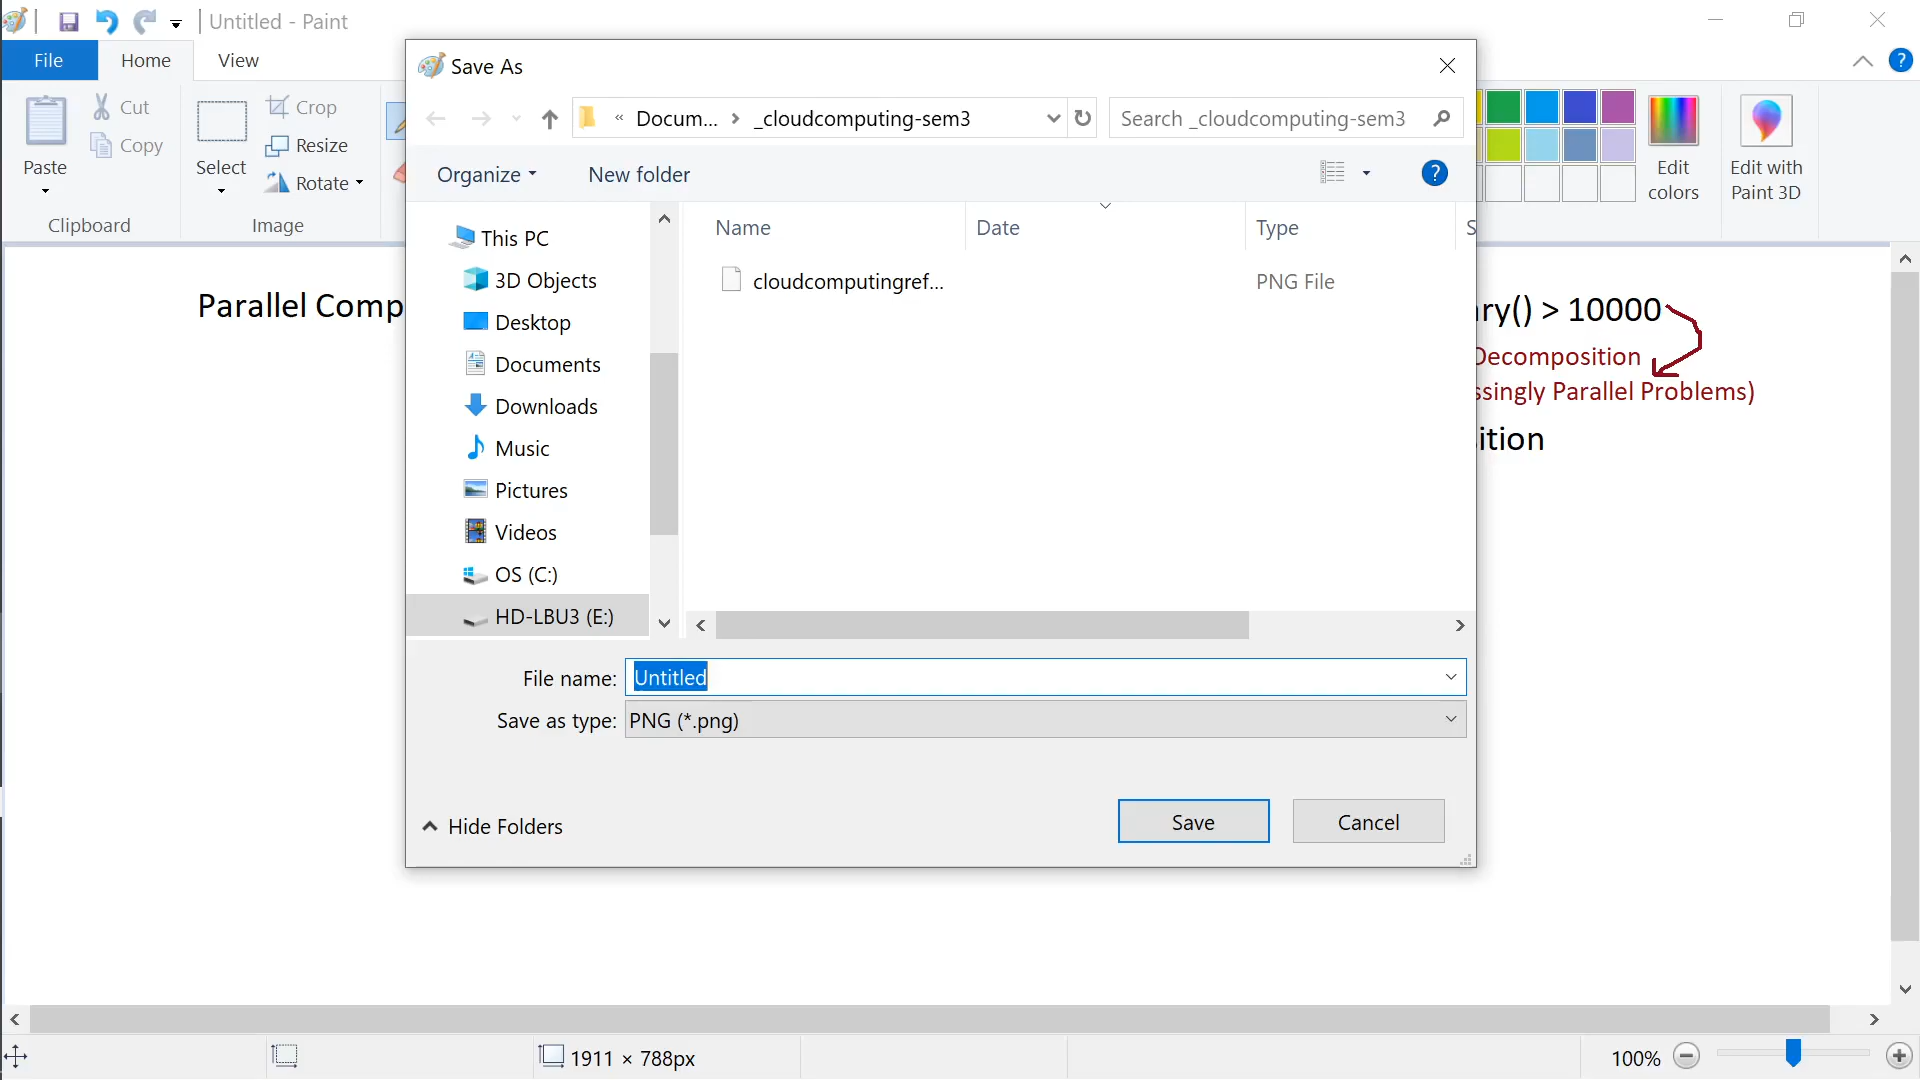 Untitled - Paint
File
Home
View
Paste
Cut
Copy
Clipboard
Select
Crop
Resize
Rotate
Image
Edit colors
Edit with Paint 3D
Save As
« Docum... > _cloudcomputing-sem3
Search _cloudcomputing-sem3
Organize
New folder
Name
Date
Type
S
This PC
3D Objects
Desktop
Documents
Downloads
Music
Pictures
Videos
OS (C:)
HD-LBU3 (E:)
cloudcomputingref...
PNG File
File name: Untitled
Save as type: PNG (*.png)
Hide Folders
Save
Cancel
Parallel Comp
ry() > 10000
Decomposition
ssingly Parallel Problems)
ition
1911 × 788px
100%